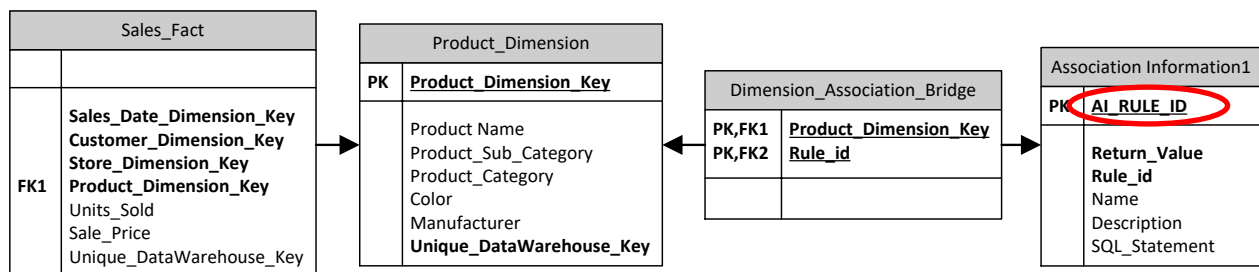 Sales_Fact
Sales_Date_Dimension_Key
Customer_Dimension_Key
Store_Dimension_Key
FK1 Product_Dimension_Key
Units_Sold
Sale_Price
Unique_DataWarehouse_Key
Product_Dimension
PK Product_Dimension_Key
Product Name
Product_Sub_Category
Product_Category
Color
Manufacturer
Unique_DataWarehouse_Key
Dimension_Association_Bridge
PK,FK1 Product_Dimension_Key
PK,FK2 Rule_id
Association Information1
PK AI_RULE_ID
Return_Value
Rule_id
Name
Description
SQL_Statement